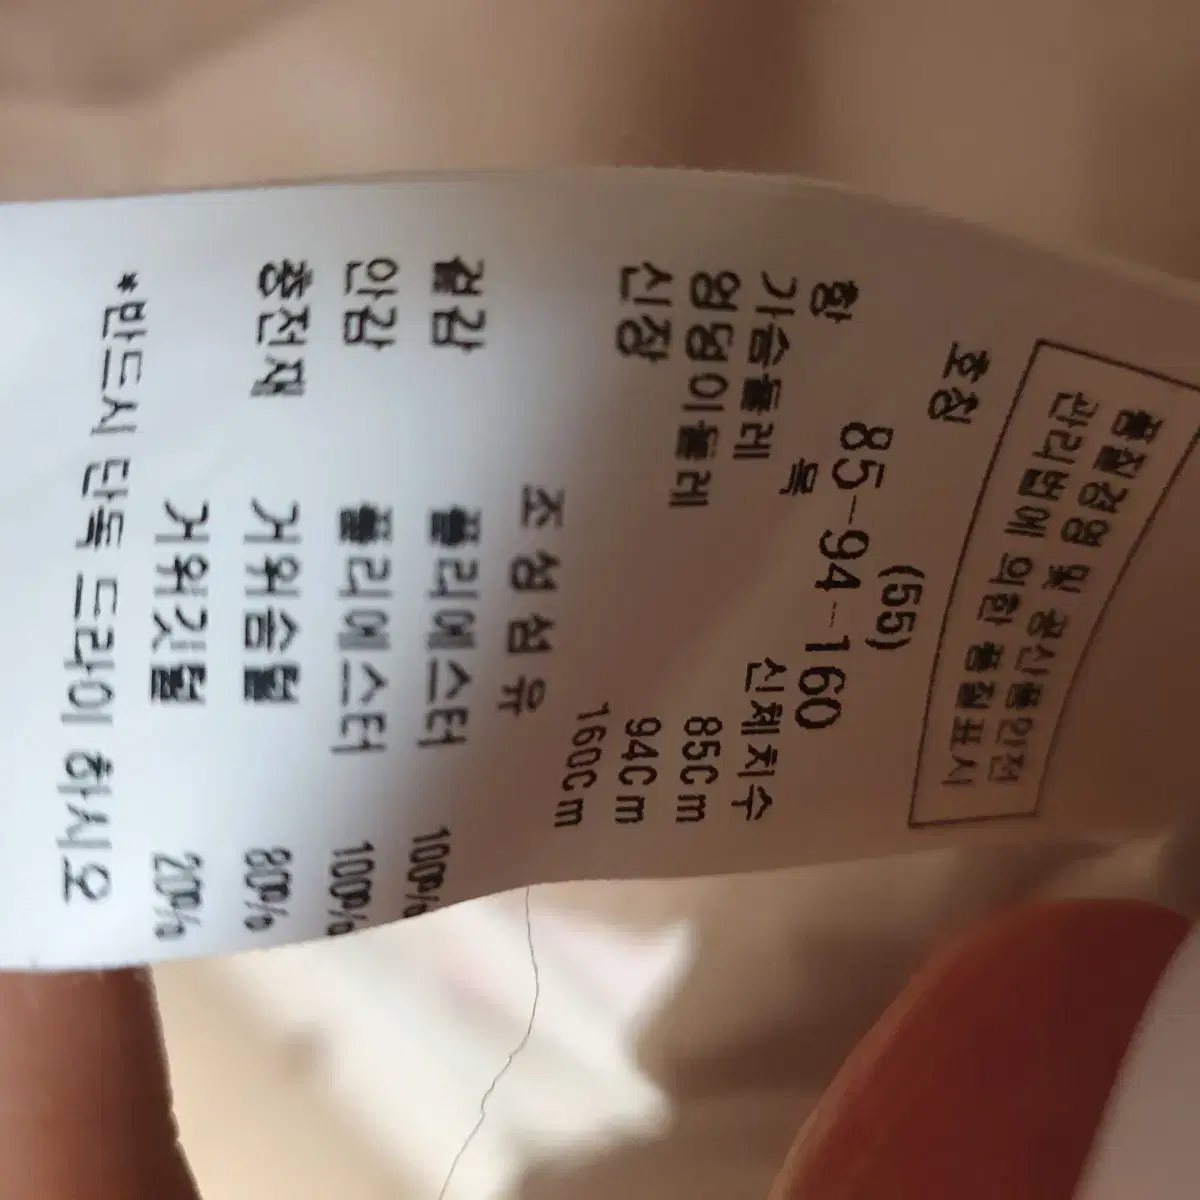 품질경영 및 공산품안전
관리법에 의한 품질표시
호칭 (55)
85-94-160
항 목 신체치수
가슴둘레 85Cm
엉덩이둘레 94Cm
신장 160Cm
조성섬유
겉감 폴리에스터 100%
안감 폴리에스터 100%
충전재 거위솜털 80%
거위깃털 20%
*반드시 단독 드라이 하시오